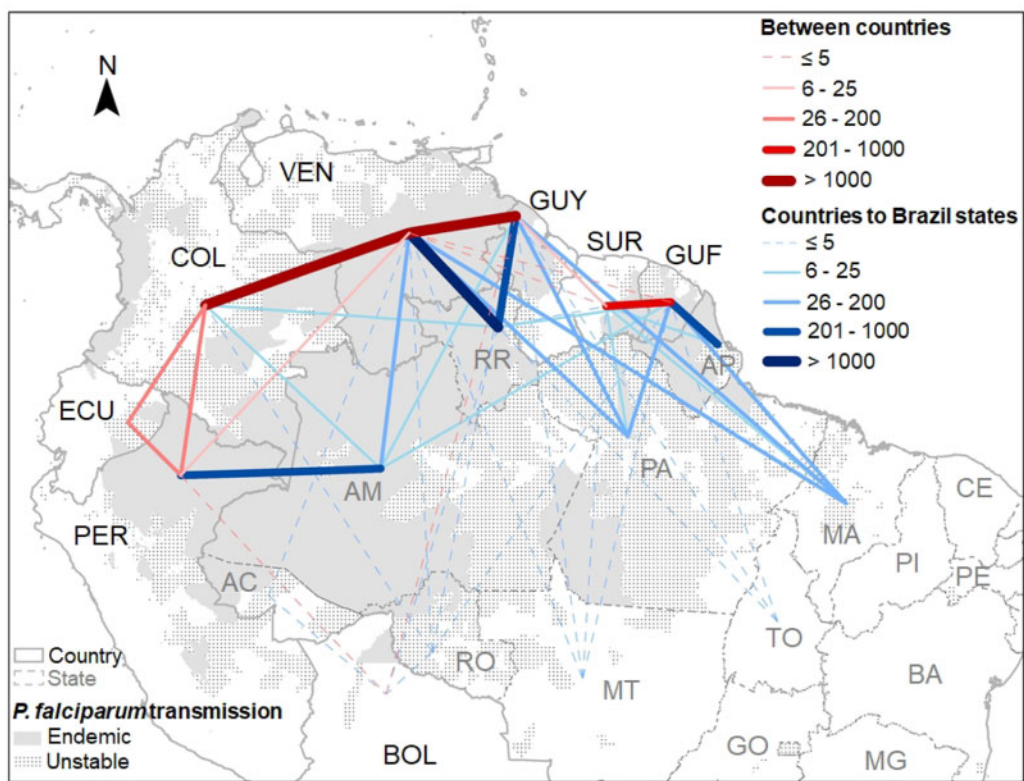 N
VEN
COL
GUY
SUR
GUF
ECU
PER
BOL
RR
AP
AM
PA
AC
RO
MT
MA
TO
CE
PI
PE
BA
GO
MG
Between countries
≤ 5
6 - 25
26 - 200
201 - 1000
> 1000
Countries to Brazil states
≤ 5
6 - 25
26 - 200
201 - 1000
> 1000
Country
State
P. falciparum transmission
Endemic
Unstable